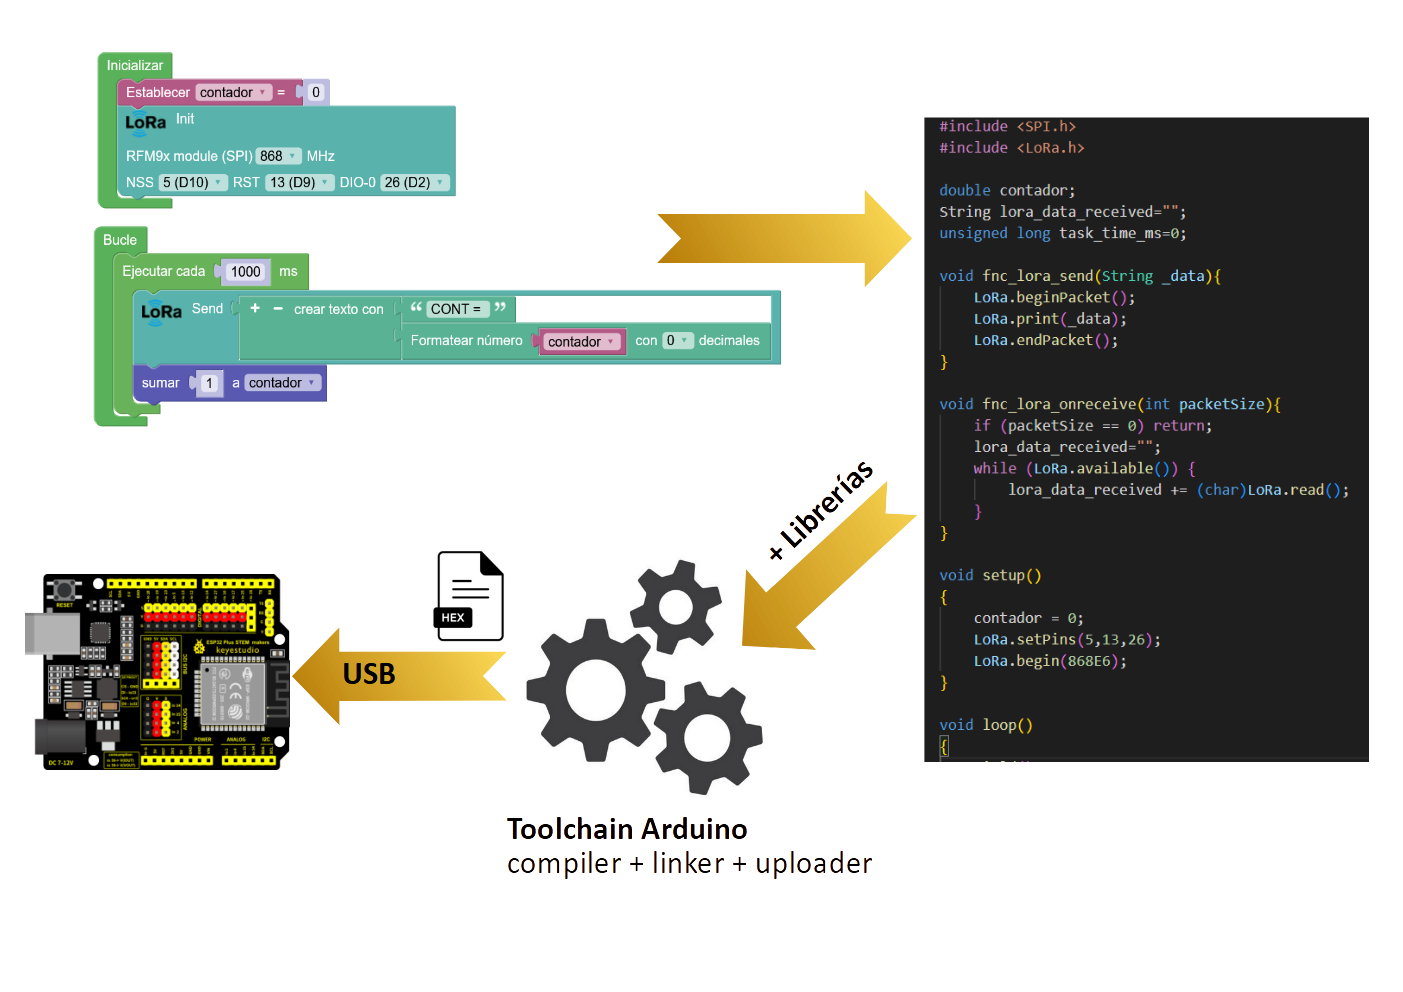 Inicializar
Establecer contador = 0
LoRa Init
RFM9x module (SPI) 868 MHz
NSS 5 (D10) RST 13 (D9) DIO-0 26 (D2)
Bucle
Ejecutar cada 1000 ms
LoRa Send + − crear texto con “ CONT = ”
Formatear número contador con 0 decimales
sumar 1 a contador
#include <SPI.h>
#include <LoRa.h>
double contador;
String lora_data_received="";
unsigned long task_time_ms=0;
void fnc_lora_send(String _data){
LoRa.beginPacket();
LoRa.print(_data);
LoRa.endPacket();
}
void fnc_lora_onreceive(int packetSize){
if (packetSize == 0) return;
lora_data_received="";
while (LoRa.available()) {
lora_data_received += (char)LoRa.read();
}
}
void setup()
{
contador = 0;
LoRa.setPins(5,13,26);
LoRa.begin(868E6);
}
void loop()
{
+ Librerías
HEX
USB
RESET
ESP32 Plus STEM makers
keyestudio
DIGITAL
BUS I2C
ANALOG
POWER ANALOG I2C
DC 7-12V
Toolchain Arduino
compiler + linker + uploader